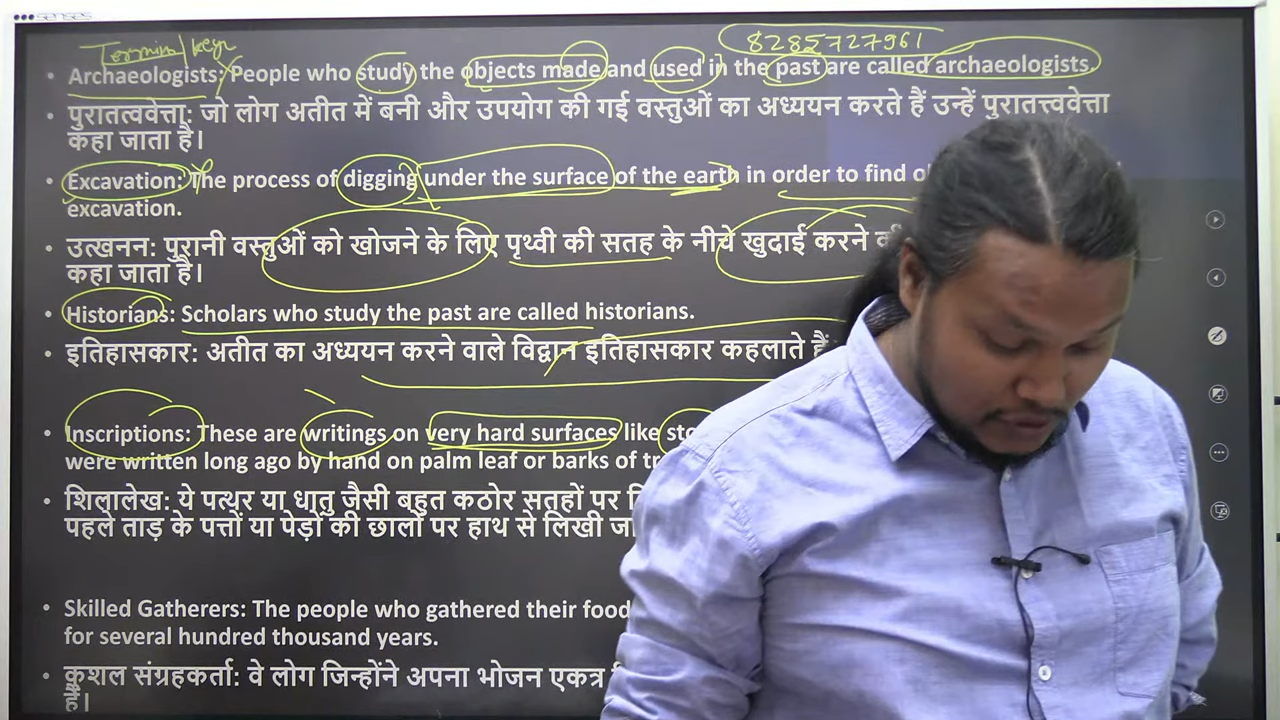 8285727961
• Archaeologists: People who study the objects made and used in the past are called archaeologists.
• पुरातत्ववेत्ता: जो लोग अतीत में बनी और उपयोग की गई वस्तुओं का अध्ययन करते हैं उन्हें पुरातत्त्ववेत्ता
कहा जाता है।
• Excavation: The process of digging under the surface of the earth in order to find
excavation.
• उत्खनन: पुरानी वस्तुओं को खोजने के लिए पृथ्वी की सतह के नीचे खुदाई करने
कहा जाता है।
• Historians: Scholars who study the past are called historians.
• इतिहासकार: अतीत का अध्ययन करने वाले विद्वान इतिहासकार कहलाते हैं
• Inscriptions: These are writings on very hard surfaces like
were written long ago by hand on palm leaf or barks of
• शिलालेख: ये पत्थर या धातु जैसी बहुत कठोर सतहों पर
पहले ताड़ के पत्तों या पेड़ों की छालों पर हाथ से लिखी
• Skilled Gatherers: The people who gathered their food
for several hundred thousand years.
• कुशल संग्रहकर्ता: वे लोग जिन्होंने अपना भोजन एकत्र
हैं।